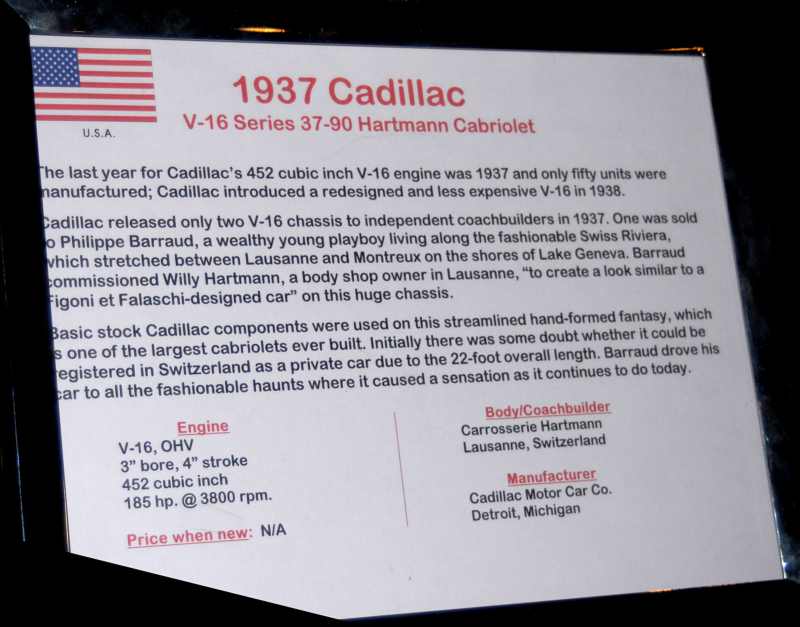 U.S.A.
1937 Cadillac
V-16 Series 37-90 Hartmann Cabriolet
The last year for Cadillac's 452 cubic inch V-16 engine was 1937 and only fifty units were
manufactured; Cadillac introduced a redesigned and less expensive V-16 in 1938.
Cadillac released only two V-16 chassis to independent coachbuilders in 1937. One was sold
to Philippe Barraud, a wealthy young playboy living along the fashionable Swiss Riviera,
which stretched between Lausanne and Montreux on the shores of Lake Geneva. Barraud
commissioned Willy Hartmann, a body shop owner in Lausanne, “to create a look similar to a
Figoni et Falaschi-designed car” on this huge chassis.
Basic stock Cadillac components were used on this streamlined hand-formed fantasy, which
is one of the largest cabriolets ever built. Initially there was some doubt whether it could be
registered in Switzerland as a private car due to the 22-foot overall length. Barraud drove his
car to all the fashionable haunts where it caused a sensation as it continues to do today.
Engine
V-16, OHV
3” bore, 4” stroke
452 cubic inch
185 hp. @ 3800 rpm.
Price when new: N/A
Body/Coachbuilder
Carrosserie Hartmann
Lausanne, Switzerland
Manufacturer
Cadillac Motor Car Co.
Detroit, Michigan